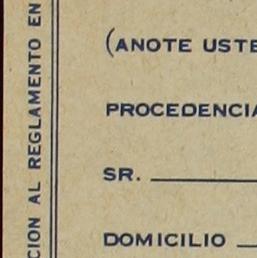 CION AL REGLAMENTO EN
(ANOTE USTE
PROCEDENCIA
SR.
DOMICILIO